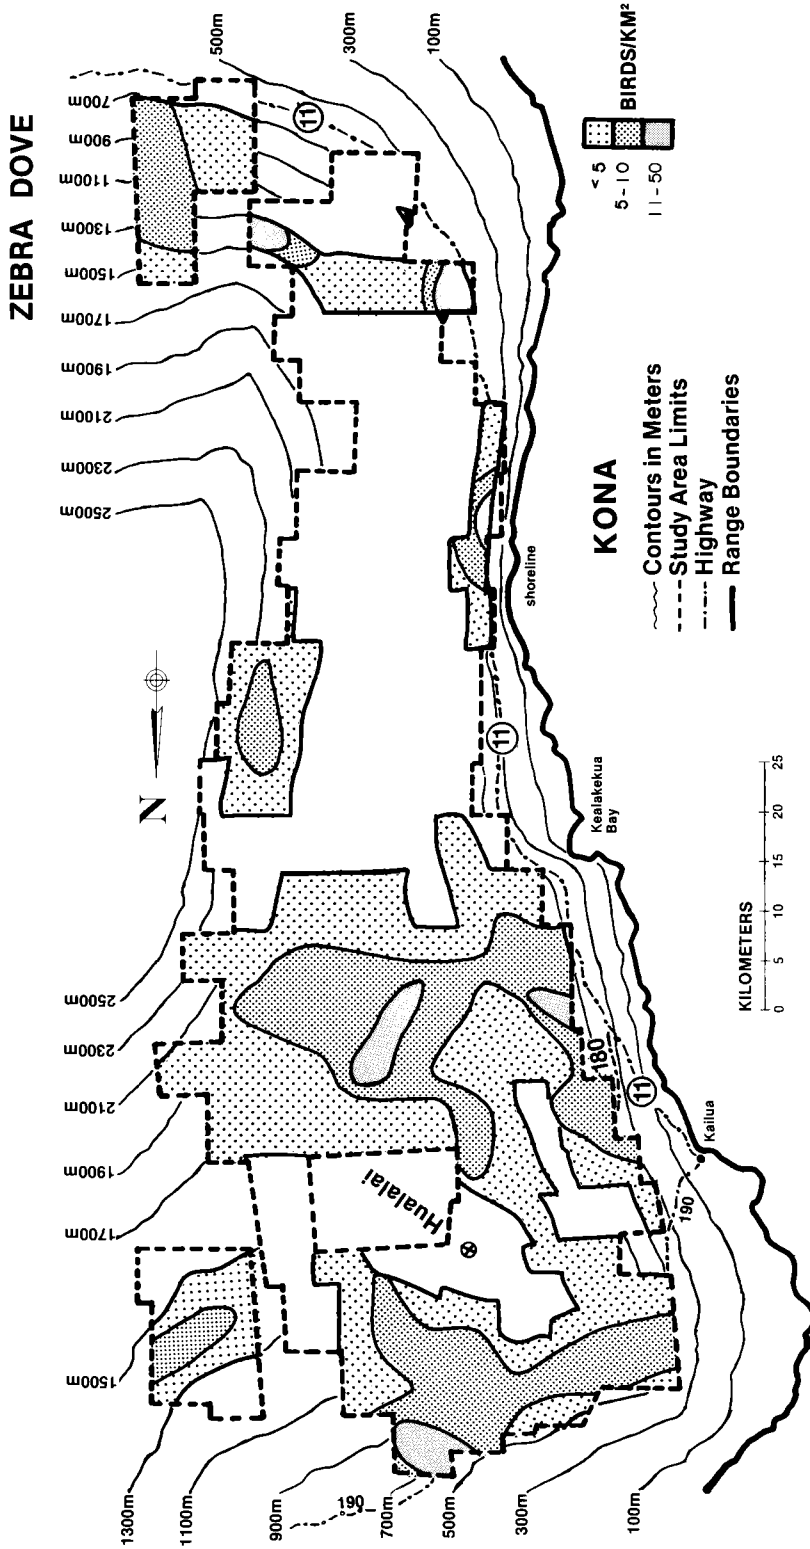 ZEBRA DOVE
500m
300m
100m
700m
900m
1100m
1300m
1500m
1700m
1900m
2100m
2300m
2500m
11
BIRDS/KM²
< 5
5-10
11-50
KONA
Contours in Meters
Study Area Limits
Highway
Range Boundaries
shoreline
N
11
Kealakekua
Bay
KILOMETERS
0 5 10 15 20 25
2500m
2300m
2100m
1900m
1700m
1500m
180
11
Kailua
190
Hualalai
1300m
1100m
900m
190
700m
500m
300m
100m